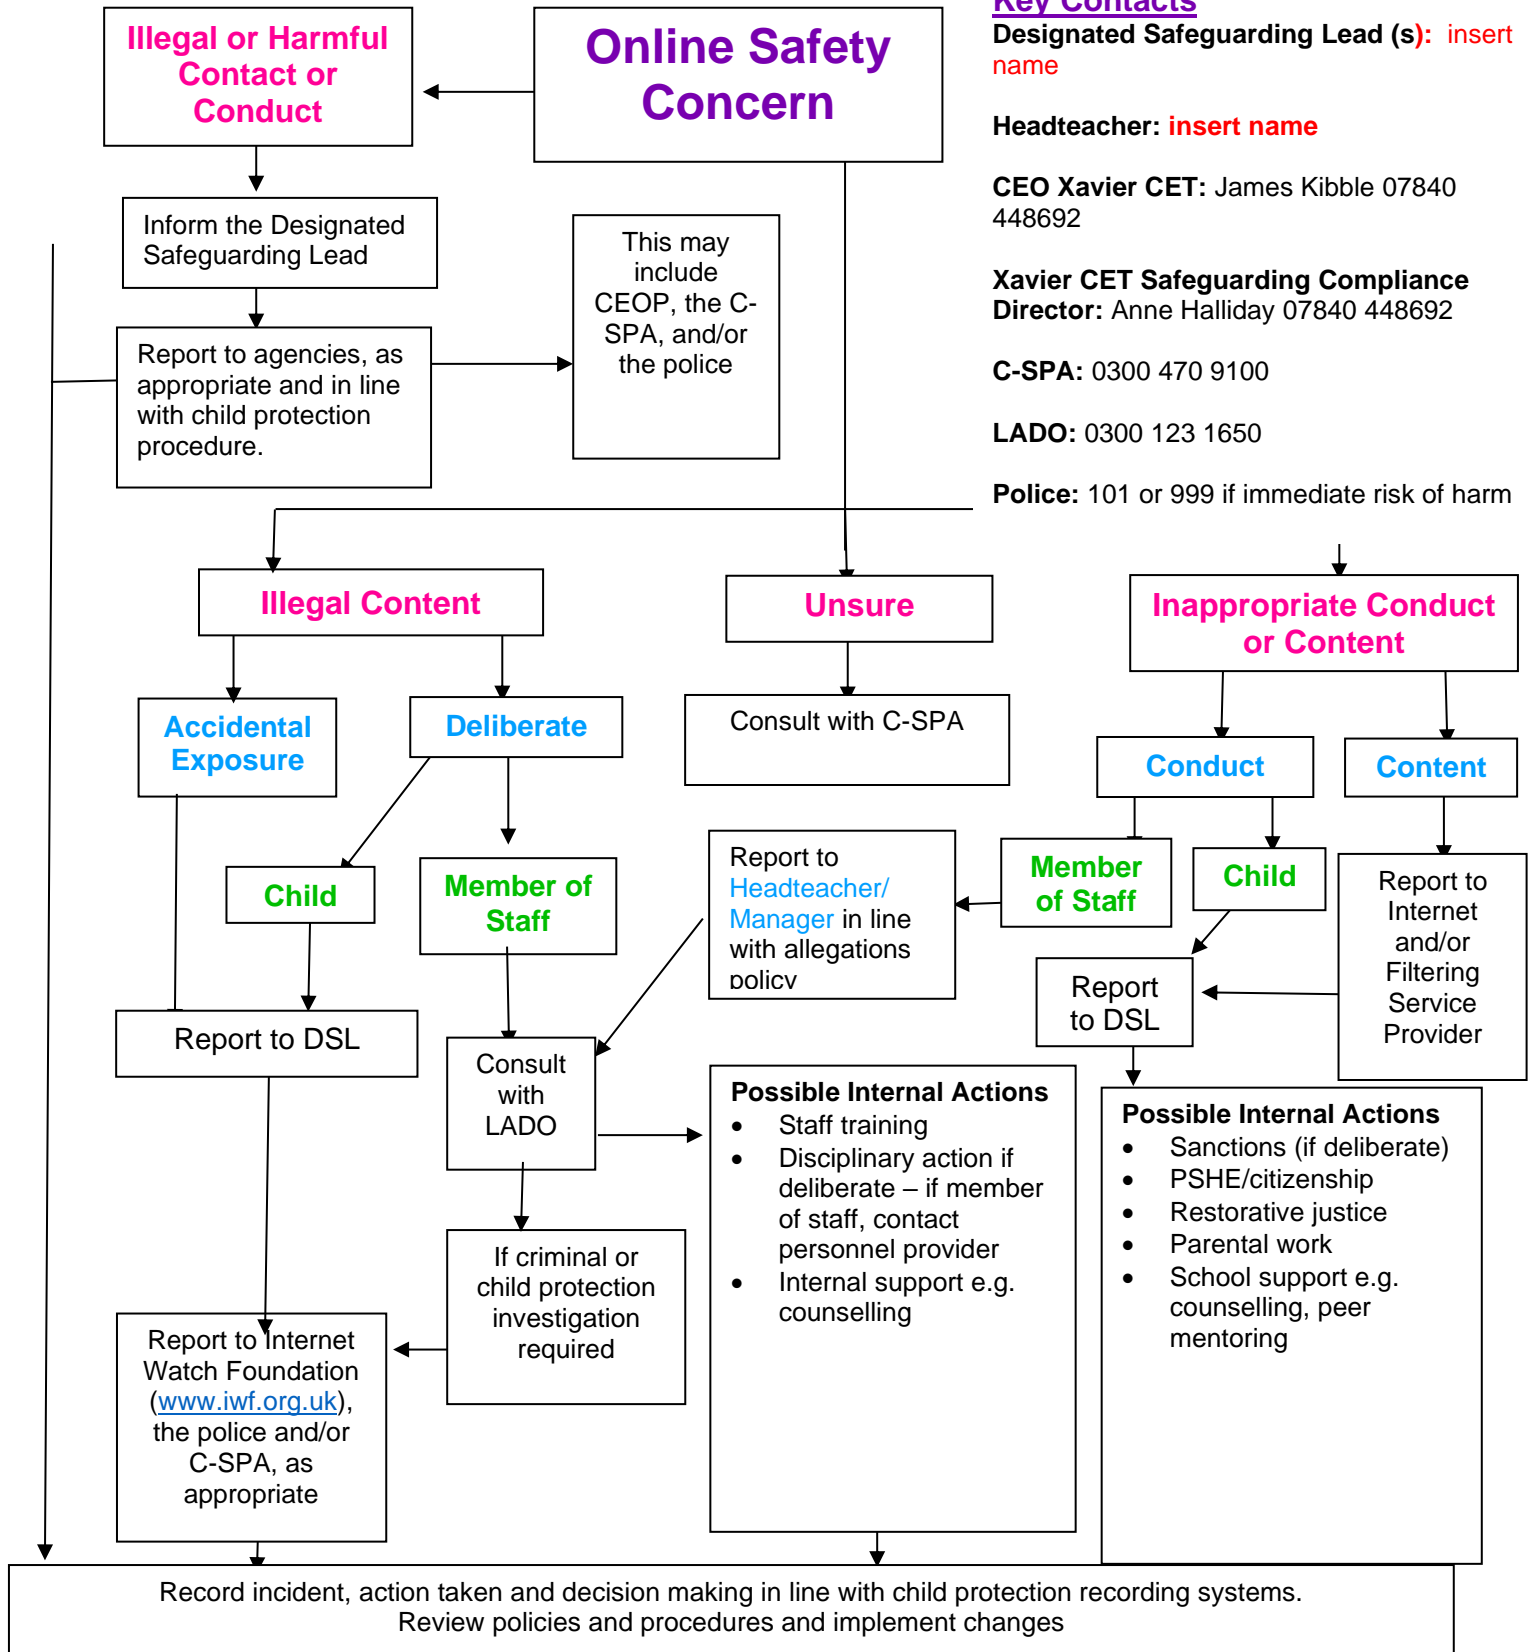 Key Contacts
Designated Safeguarding Lead (s): insert
name
Headteacher: insert name
CEO Xavier CET: James Kibble 07840
448692
Xavier CET Safeguarding Compliance
Director: Anne Halliday 07840 448692
C-SPA: 0300 470 9100
LADO: 0300 123 1650
Police: 101 or 999 if immediate risk of harm
Online Safety
Concern
Illegal or Harmful
Contact or
Conduct
Inform the Designated
Safeguarding Lead
Report to agencies, as
appropriate and in line
with child protection
procedure.
This may
include
CEOP, the C-
SPA, and/or
the police
Illegal Content
Unsure
Inappropriate Conduct
or Content
Accidental
Exposure
Deliberate
Consult with C-SPA
Conduct
Content
Child
Member of
Staff
Report to
Headteacher/
Manager in line
with allegations
policy
Member
of Staff
Child
Report to
Internet
and/or
Filtering
Service
Provider
Report to DSL
Consult
with
LADO
Report
to DSL
If criminal or
child protection
investigation
required
Report to Internet
Watch Foundation
(www.iwf.org.uk),
the police and/or
C-SPA, as
appropriate
Possible Internal Actions
• Staff training
• Disciplinary action if
deliberate – if member
of staff, contact
personnel provider
• Internal support e.g.
counselling
Possible Internal Actions
• Sanctions (if deliberate)
• PSHE/citizenship
• Restorative justice
• Parental work
• School support e.g.
counselling, peer
mentoring
Record incident, action taken and decision making in line with child protection recording systems.
Review policies and procedures and implement changes